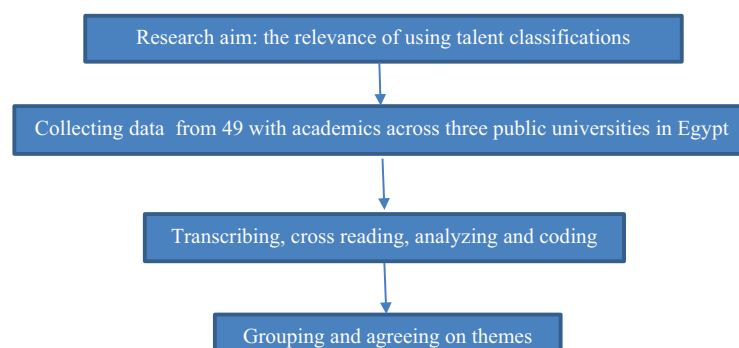 Research aim: the relevance of using talent classifications
Collecting data from 49 with academics across three public universities in Egypt
Transcribing, cross reading, analyzing and coding
Grouping and agreeing on themes